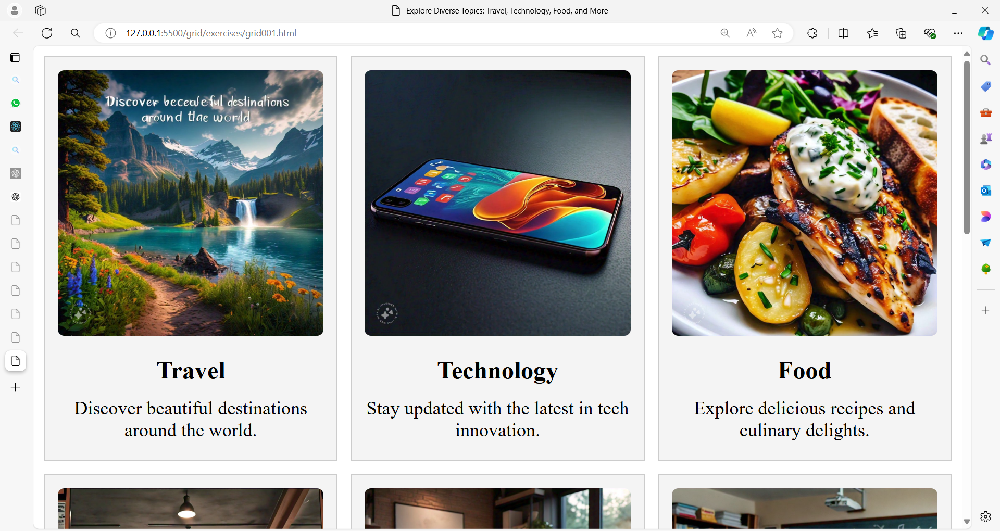 Explore Diverse Topics: Travel, Technology, Food, and More
127.0.0.1:5500/grid/exercises/grid001.html
Discover becealeful destinations
around tlae world
Travel
Discover beautiful destinations
around the world.
Technology
Stay updated with the latest in tech
innovation.
Food
Explore delicious recipes and
culinary delights.